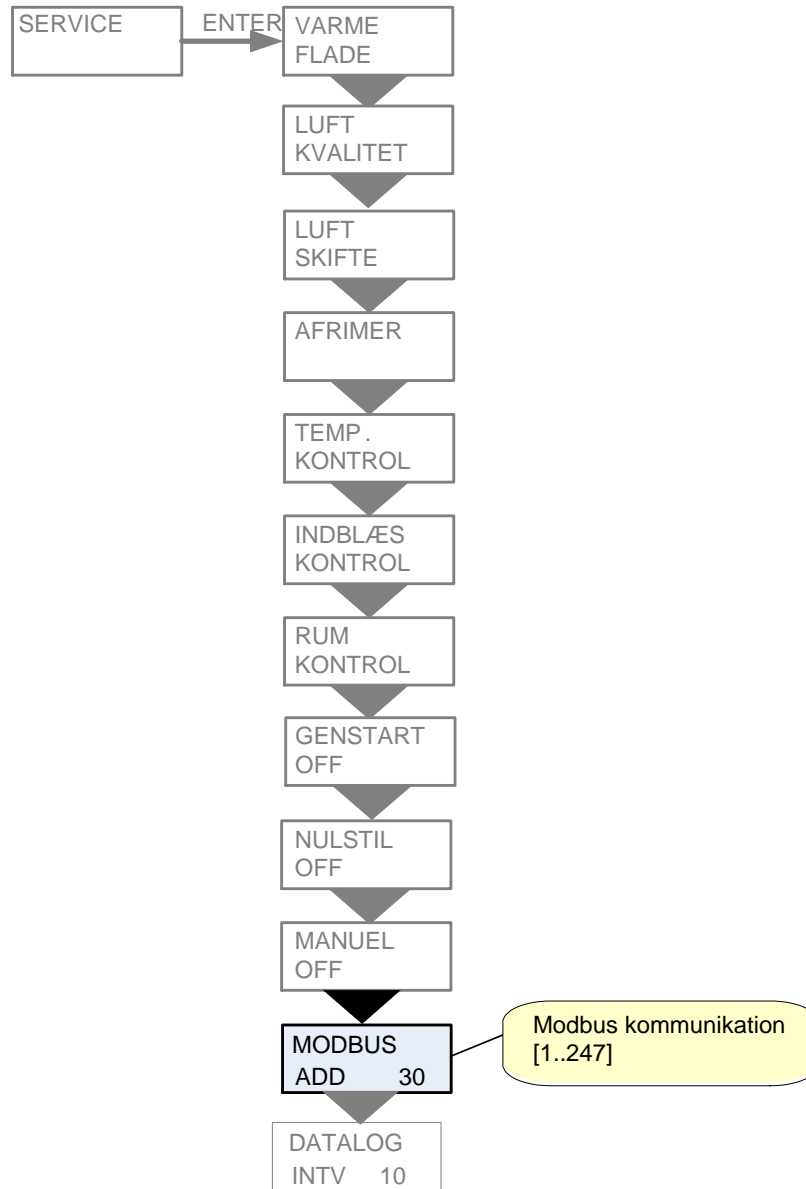 SERVICE
ENTER
VARME
FLADE
LUFT
KVALITET
LUFT
SKIFTE
AFRIMER
TEMP.
KONTROL
INDBLÆS
KONTROL
RUM
KONTROL
GENSTART
OFF
NULSTIL
OFF
MANUEL
OFF
MODBUS
ADD 30
Modbus kommunikation
[1..247]
DATALOG
INTV 10